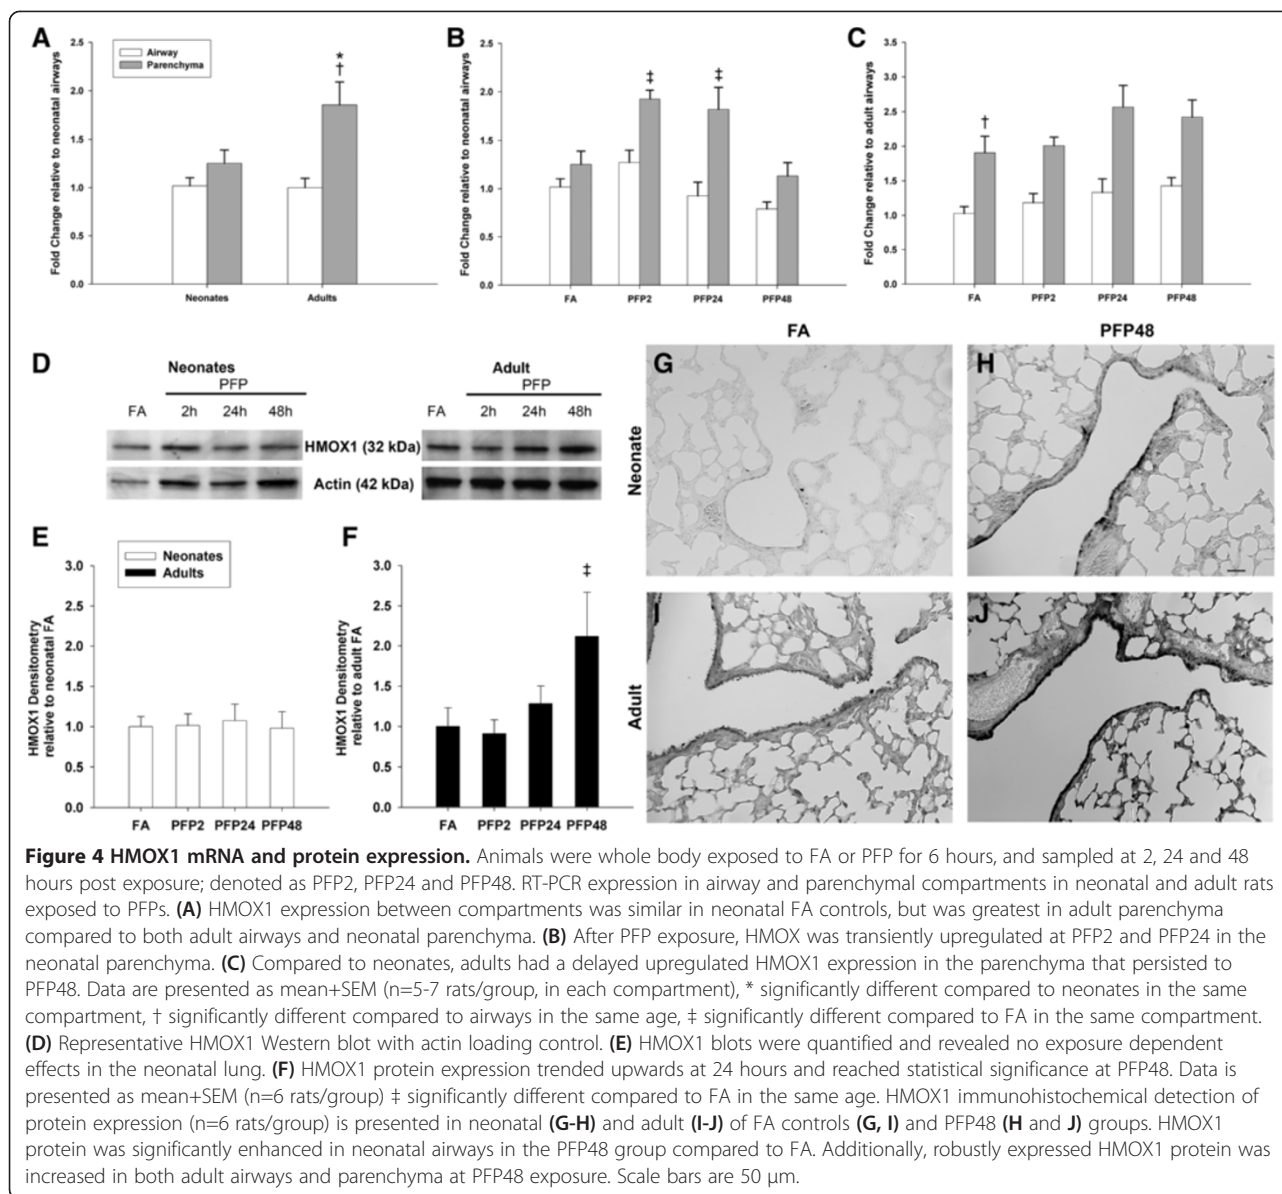 A
Fold Change relative to neonatal airways
2.5
2.0
1.5
1.0
0.5
0.0
Airway
Parenchyma
*
†
Neonates
Adults
B
Fold Change relative to neonatal airways
2.5
2.0
1.5
1.0
0.5
0.0
‡
‡
FA
PFP2
PFP24
PFP48
C
Fold Change relative to adult airways
3.5
3.0
2.5
2.0
1.5
1.0
0.5
0.0
†
FA
PFP2
PFP24
PFP48
D
Neonates
PFP
FA 2h 24h 48h
Adult
PFP
FA 2h 24h 48h
HMOX1 (32 kDa)
Actin (42 kDa)
E
HMOX1 Densitometry
relative to neonatal FA
3.0
2.5
2.0
1.5
1.0
0.5
0.0
Neonates
Adults
FA PFP2 PFP24 PFP48
F
HMOX1 Densitometry
relative to adult FA
3.0
2.5
2.0
1.5
1.0
0.5
0.0
‡
FA PFP2 PFP24 PFP48
FA
PFP48
Neonate
G
H
Adult
I
J
Figure 4 HMOX1 mRNA and protein expression. Animals were whole body exposed to FA or PFP for 6 hours, and sampled at 2, 24 and 48
hours post exposure; denoted as PFP2, PFP24 and PFP48. RT-PCR expression in airway and parenchymal compartments in neonatal and adult rats
exposed to PFPs. (A) HMOX1 expression between compartments was similar in neonatal FA controls, but was greatest in adult parenchyma
compared to both adult airways and neonatal parenchyma. (B) After PFP exposure, HMOX was transiently upregulated at PFP2 and PFP24 in the
neonatal parenchyma. (C) Compared to neonates, adults had a delayed upregulated HMOX1 expression in the parenchyma that persisted to
PFP48. Data are presented as mean+SEM (n=5-7 rats/group, in each compartment), * significantly different compared to neonates in the same
compartment, † significantly different compared to airways in the same age, ‡ significantly different compared to FA in the same compartment.
(D) Representative HMOX1 Western blot with actin loading control. (E) HMOX1 blots were quantified and revealed no exposure dependent
effects in the neonatal lung. (F) HMOX1 protein expression trended upwards at 24 hours and reached statistical significance at PFP48. Data is
presented as mean+SEM (n=6 rats/group) ‡ significantly different compared to FA in the same age. HMOX1 immunohistochemical detection of
protein expression (n=6 rats/group) is presented in neonatal (G-H) and adult (I-J) of FA controls (G, I) and PFP48 (H and J) groups. HMOX1
protein was significantly enhanced in neonatal airways in the PFP48 group compared to FA. Additionally, robustly expressed HMOX1 protein was
increased in both adult airways and parenchyma at PFP48 exposure. Scale bars are 50 μm.